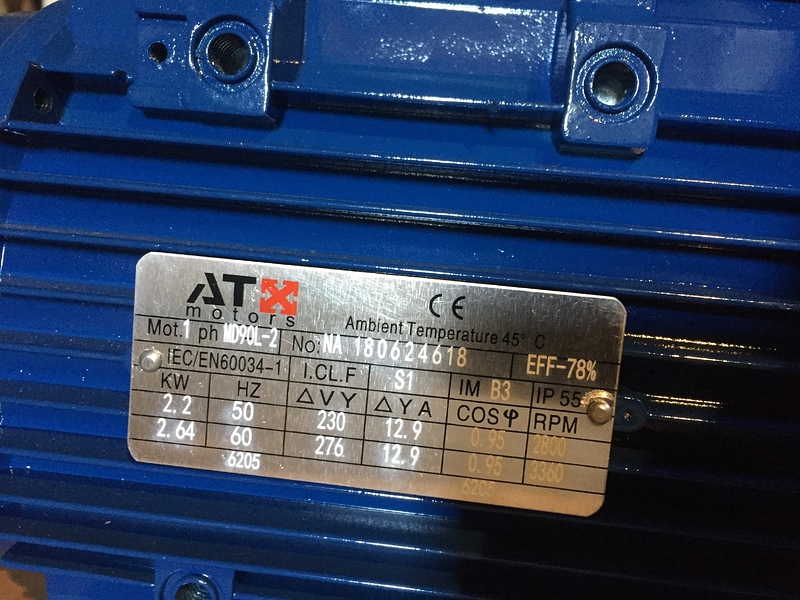 ATX
motors
CE
Ambient Temperature 45° C
Mot.1 ph MD90L-2 No: NA 180624618 EFF-78%
IEC/EN60034-1 I.CL.F S1 IM B3 IP 55
KW HZ △ V Y △ Y A COS φ RPM
2.2 50 230 12.9 0.95 2800
2.64 60 276 12.9 0.95 3360
6205 6205